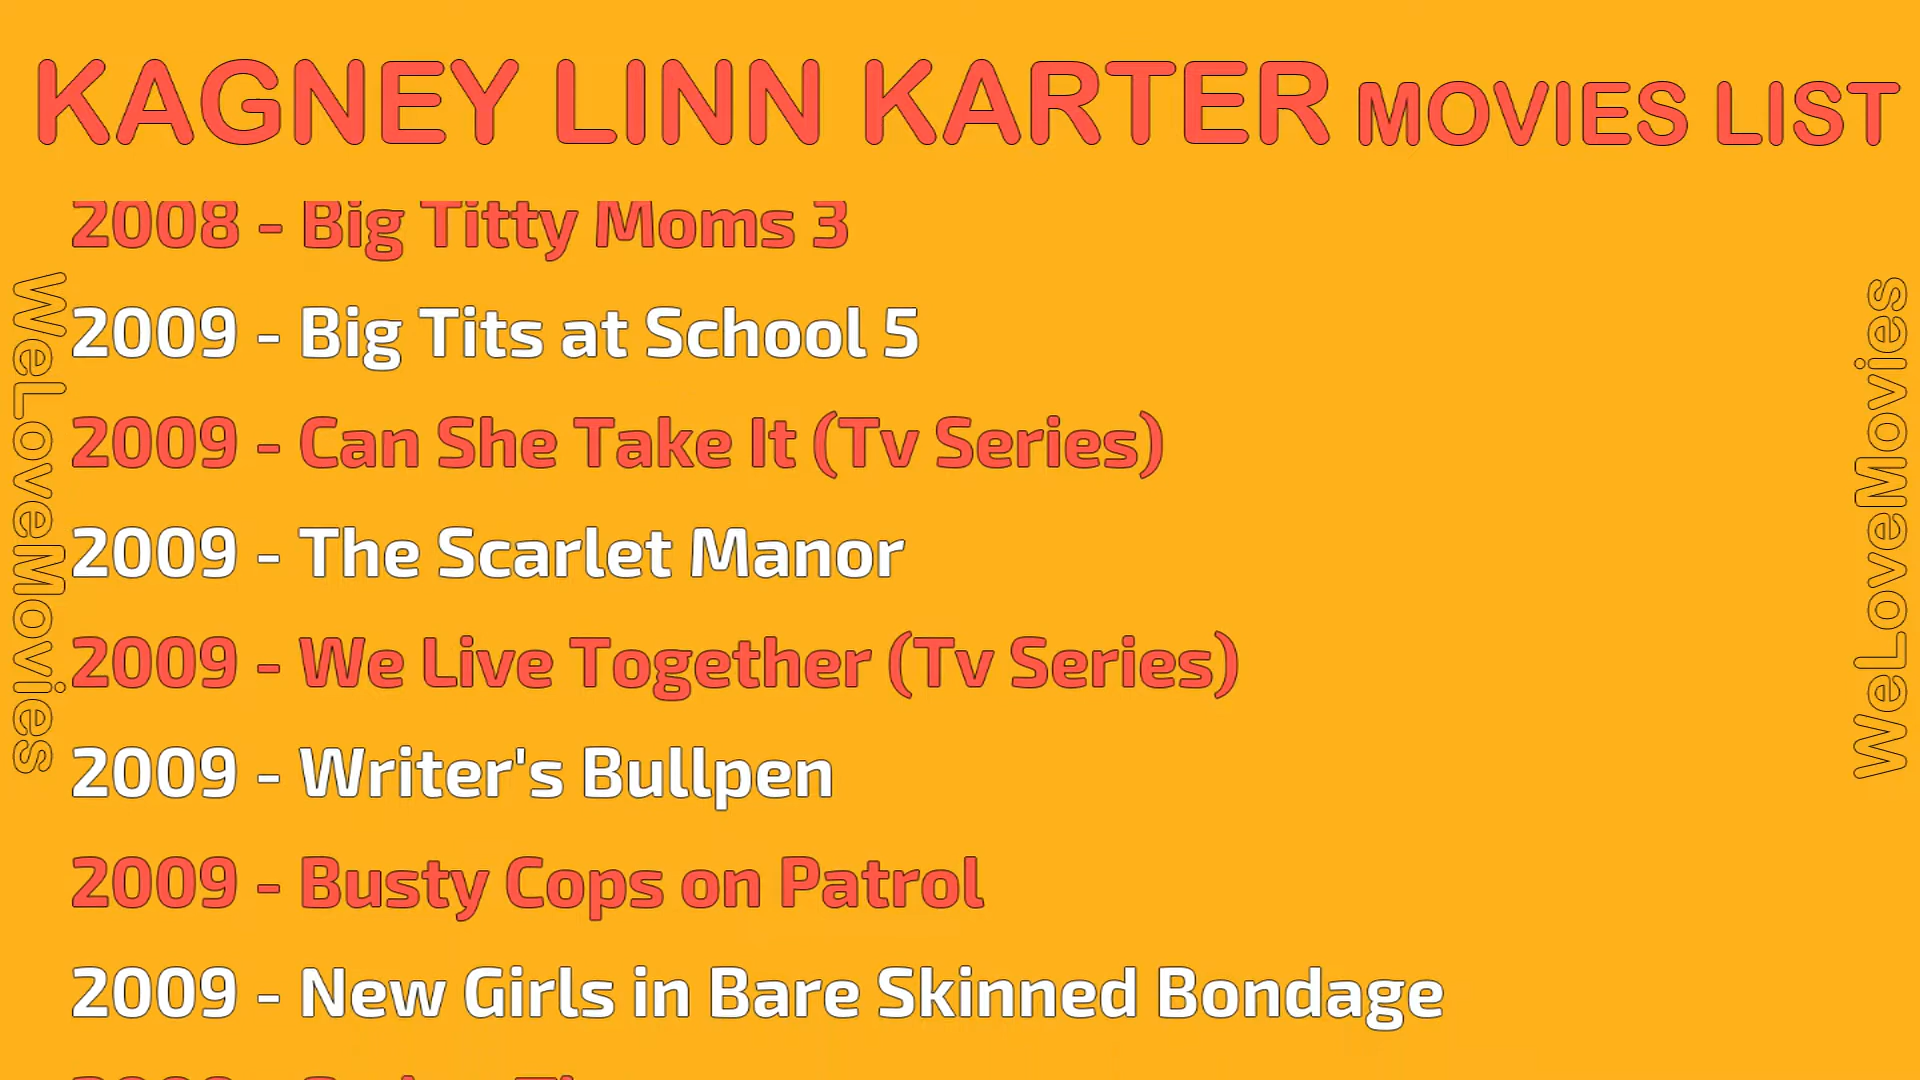 KAGNEY LINN KARTER MOVIES LIST
2008 - Big Titty Moms 3
2009 - Big Tits at School 5
2009 - Can She Take It (Tv Series)
2009 - The Scarlet Manor
2009 - We Live Together (Tv Series)
2009 - Writer's Bullpen
2009 - Busty Cops on Patrol
2009 - New Girls in Bare Skinned Bondage
WeLoveMovies
WeLoveMovies